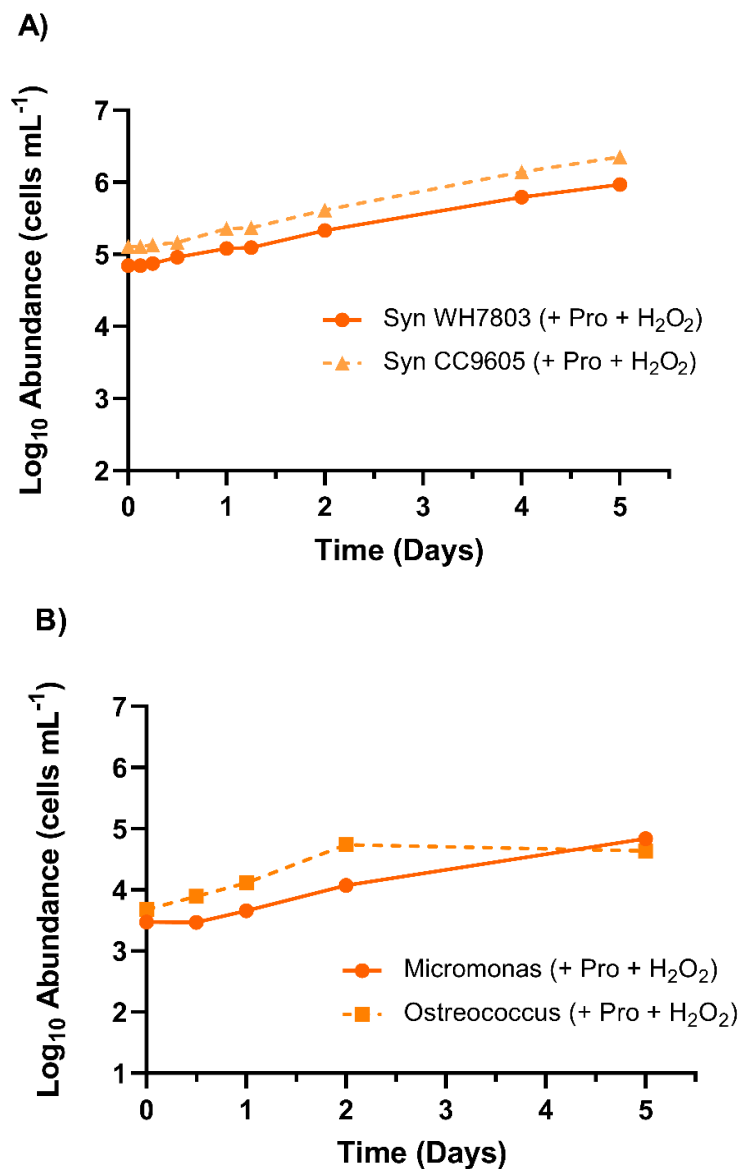 A)
Log₁₀ Abundance (cells mL⁻¹)
7
6
5
4
3
2
Syn WH7803 (+ Pro + H₂O₂)
Syn CC9605 (+ Pro + H₂O₂)
0 1 2 3 4 5
Time (Days)
B)
Log₁₀ Abundance (cells mL⁻¹)
7
6
5
4
3
2
1
Micromonas (+ Pro + H₂O₂)
Ostreococcus (+ Pro + H₂O₂)
0 1 2 3 4 5
Time (Days)